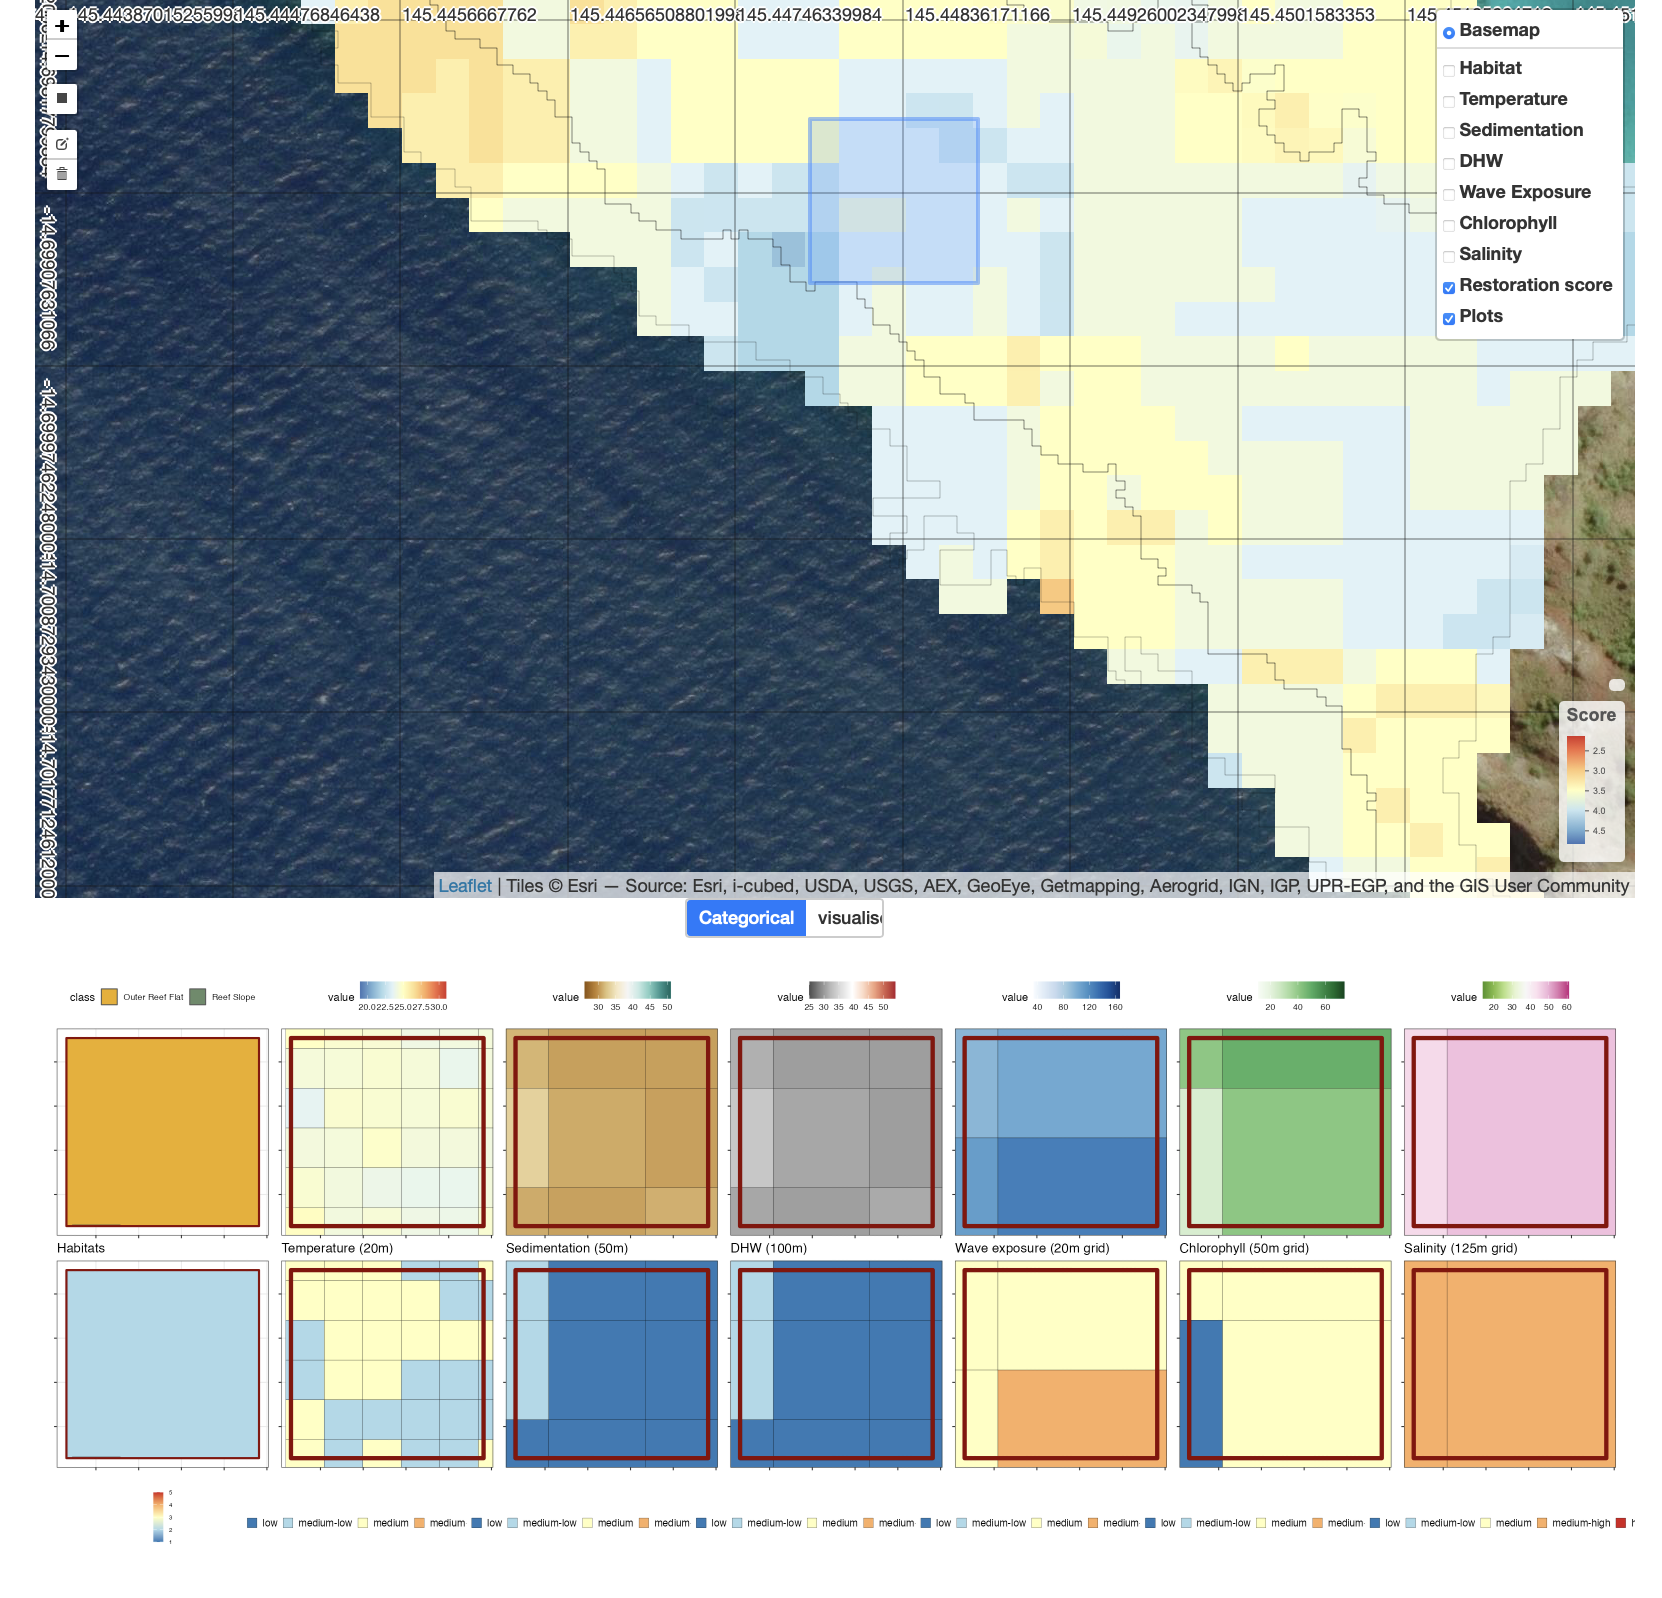 145.4438701525599
145.44476846438
145.4456667762
145.4465650880199
145.44746339984
145.44836171166
145.4492600234799
145.4501583353
+
−
-14.699907631066
-14.69997462248000
-14.70087293430000
-14.70177124612000
Basemap
Habitat
Temperature
Sedimentation
DHW
Wave Exposure
Chlorophyll
Salinity
Restoration score
Plots
Score
2.5
3.0
3.5
4.0
4.5
Leaflet | Tiles © Esri — Source: Esri, i-cubed, USDA, USGS, AEX, GeoEye, Getmapping, Aerogrid, IGN, IGP, UPR-EGP, and the GIS User Community
Categorical visualise
class Outer Reef Flat Reef Slope
value 20.0 22.5 25.0 27.5 30.0
value 30 35 40 45 50
value 25 30 35 40 45 50
value 40 80 120 160
value 20 40 60
value 20 30 40 50 60
Habitats
Temperature (20m)
Sedimentation (50m)
DHW (100m)
Wave exposure (20m grid)
Chlorophyll (50m grid)
Salinity (125m grid)
5
4
3
2
1
low medium-low medium medium- low medium-low medium medium- low medium-low medium medium- low medium-low medium medium- low medium-low medium medium- low medium-low medium medium-high h